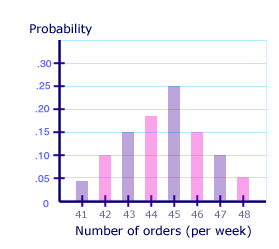 Probability
.30
.25
.20
.15
.10
.05
0
41 42 43 44 45 46 47 48
Number of orders (per week)